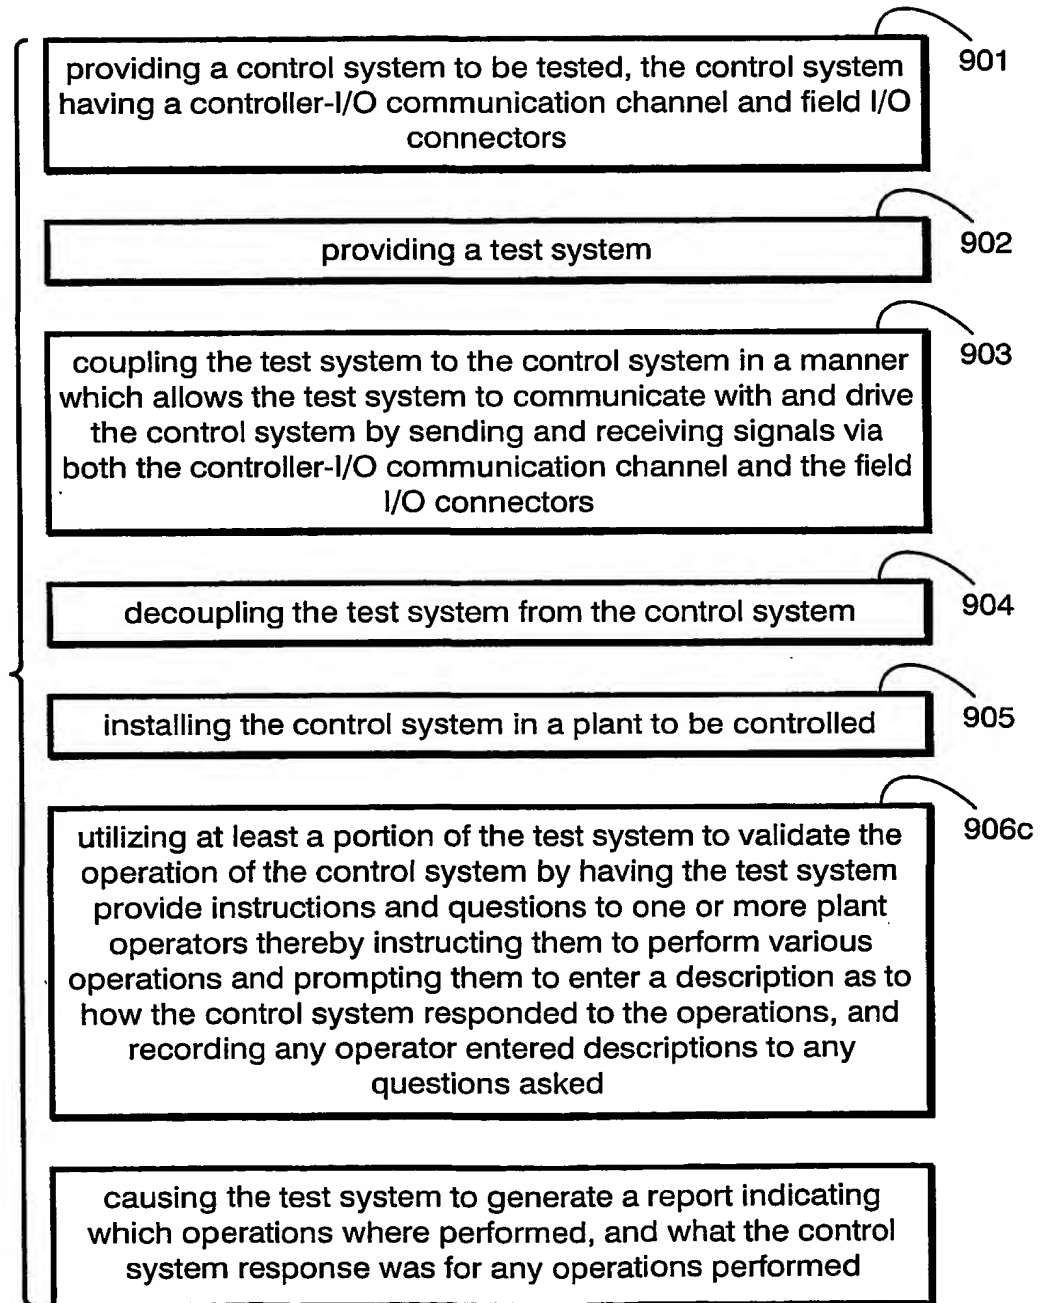 901
providing a control system to be tested, the control system
having a controller-I/O communication channel and field I/O
connectors
902
providing a test system
903
coupling the test system to the control system in a manner
which allows the test system to communicate with and drive
the control system by sending and receiving signals via
both the controller-I/O communication channel and the field
I/O connectors
904
decoupling the test system from the control system
905
installing the control system in a plant to be controlled
906c
utilizing at least a portion of the test system to validate the
operation of the control system by having the test system
provide instructions and questions to one or more plant
operators thereby instructing them to perform various
operations and prompting them to enter a description as to
how the control system responded to the operations, and
recording any operator entered descriptions to any
questions asked
causing the test system to generate a report indicating
which operations where performed, and what the control
system response was for any operations performed